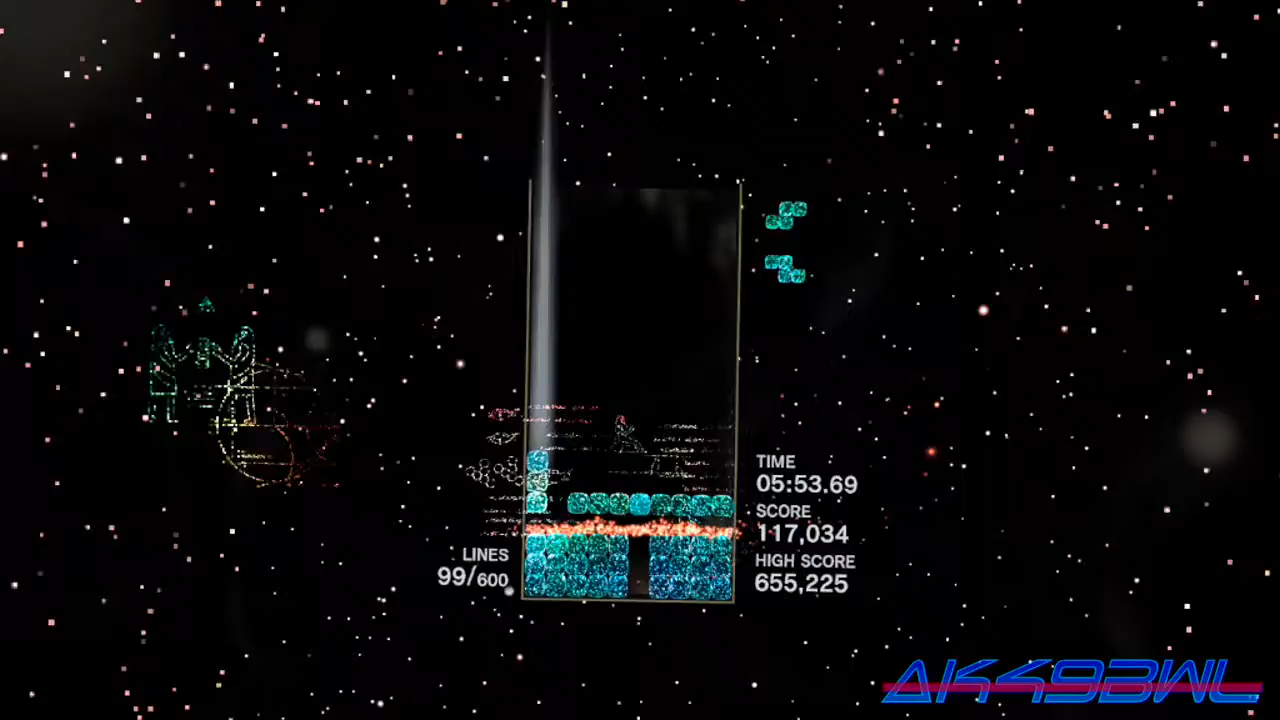 TIME
05:53.69
SCORE
117,034
HIGH SCORE
655,225
LINES
99/600
AK49BWL